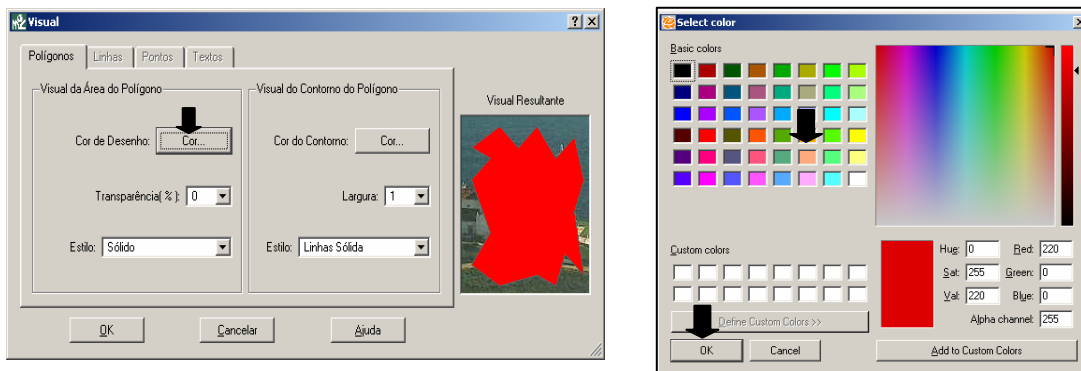 Visual
Polígonos Linhas Pontos Textos
Visual da Área do Polígono
Cor de Desenho: Cor...
Transparência( % ): 0
Estilo: Sólido
Visual do Contorno do Polígono
Cor do Contorno: Cor...
Largura: 1
Estilo: Linhas Sólida
Visual Resultante
OK Cancelar Ajuda
Select color
Basic colors
Custom colors
Define Custom Colors >>
Hue: 0 Red: 220
Sat: 255 Green: 0
Val: 220 Blue: 0
Alpha channel: 255
OK Cancel Add to Custom Colors